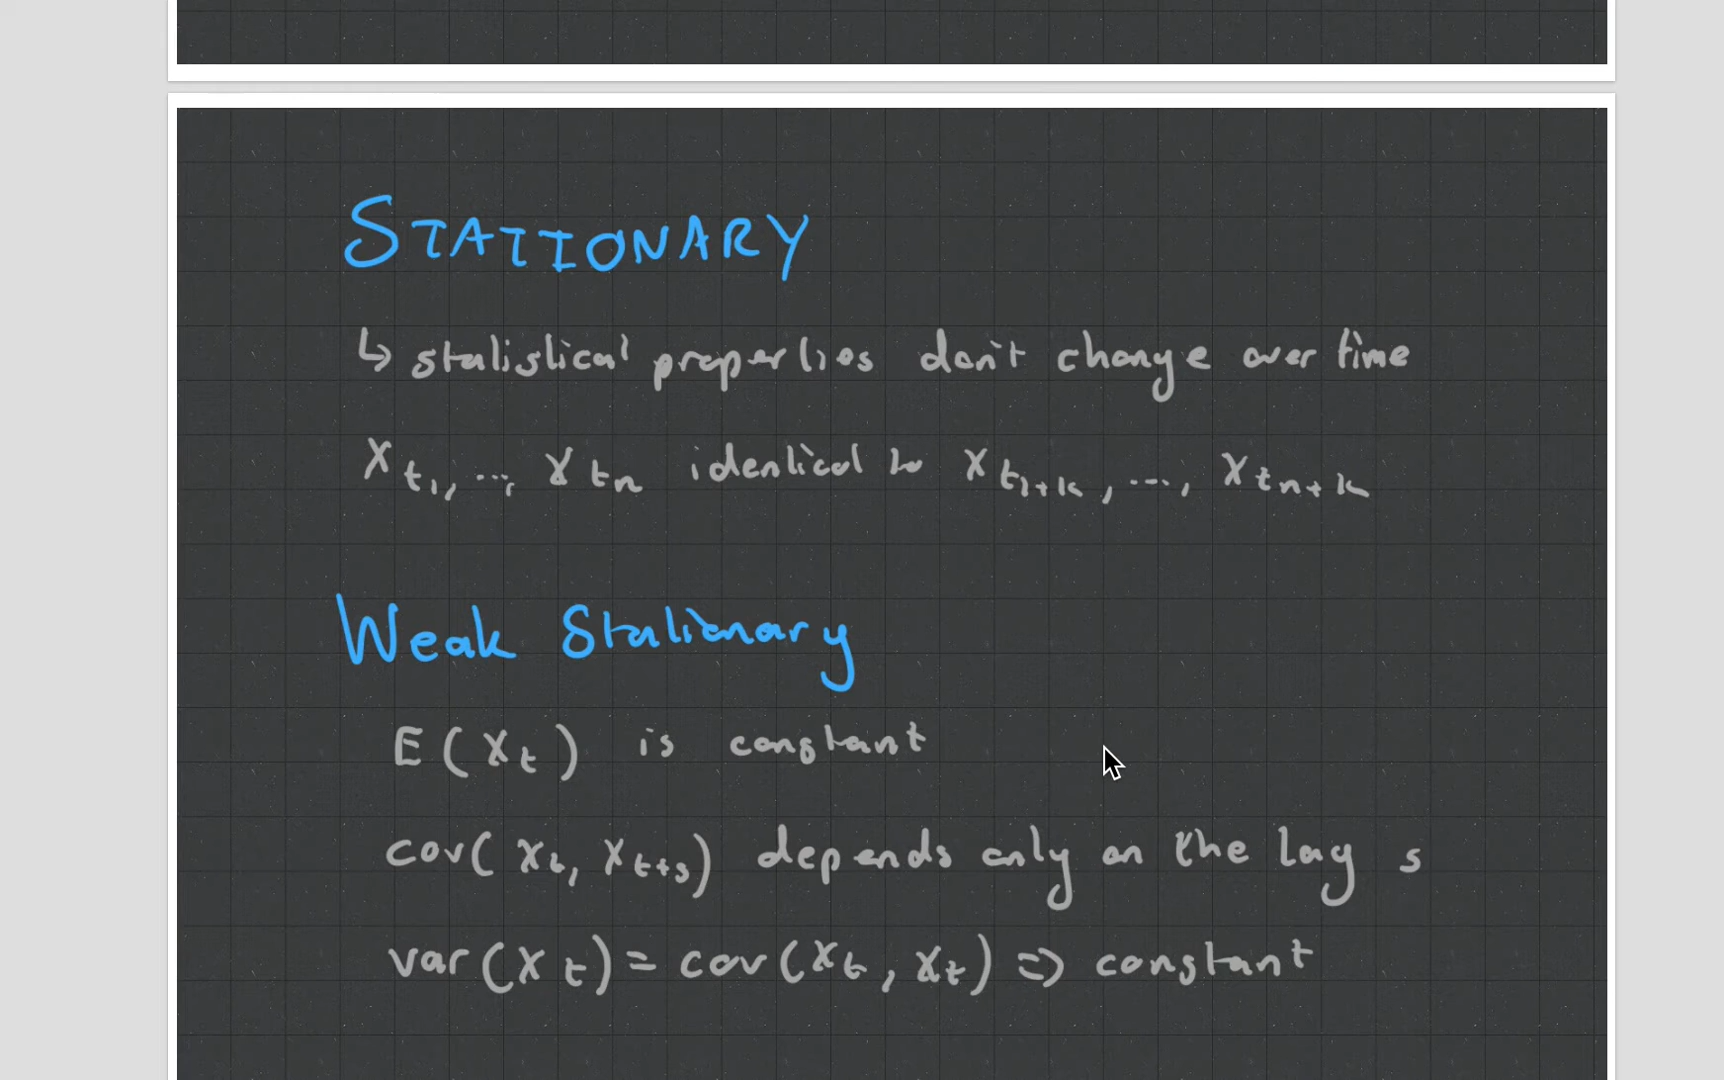 STATIONARY
↳ statistical properties don't change over time
X t1, ..., X tn identical to X t1+k, ..., X tn+k
Weak Stationary
E(Xt) is constant
cov(Xt, Xt+s) depends only on the lag s
var(Xt) = cov(Xt, Xt) => constant